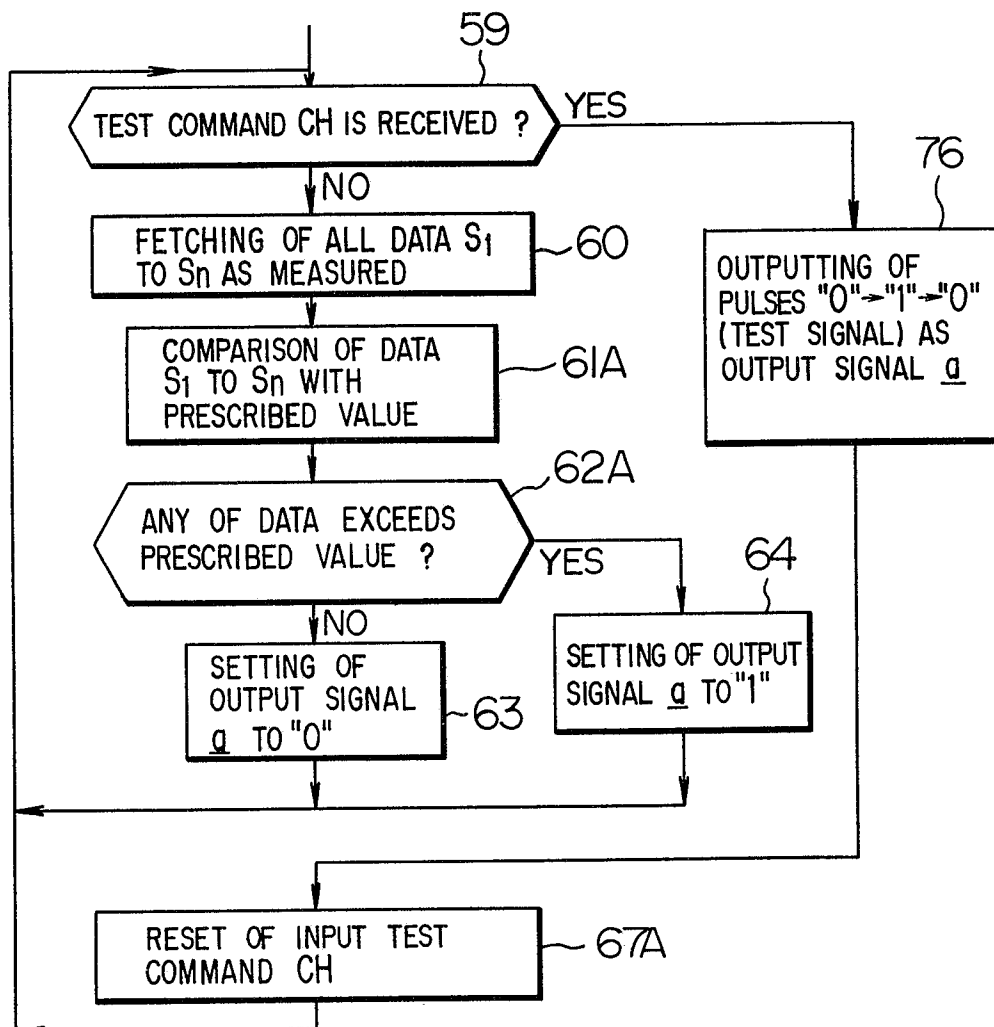 59
TEST COMMAND CH IS RECEIVED ?
YES
NO
76
FETCHING OF ALL DATA S1
TO Sn AS MEASURED
60
OUTPUTTING OF
PULSES "0"→"1"→"0"
(TEST SIGNAL) AS
OUTPUT SIGNAL a
COMPARISON OF DATA
S1 TO Sn WITH
PRESCRIBED VALUE
61A
62A
ANY OF DATA EXCEEDS
PRESCRIBED VALUE ?
YES
NO
64
SETTING OF
OUTPUT SIGNAL
a TO "0"
63
SETTING OF OUTPUT
SIGNAL a TO "1"
RESET OF INPUT TEST
COMMAND CH
67A